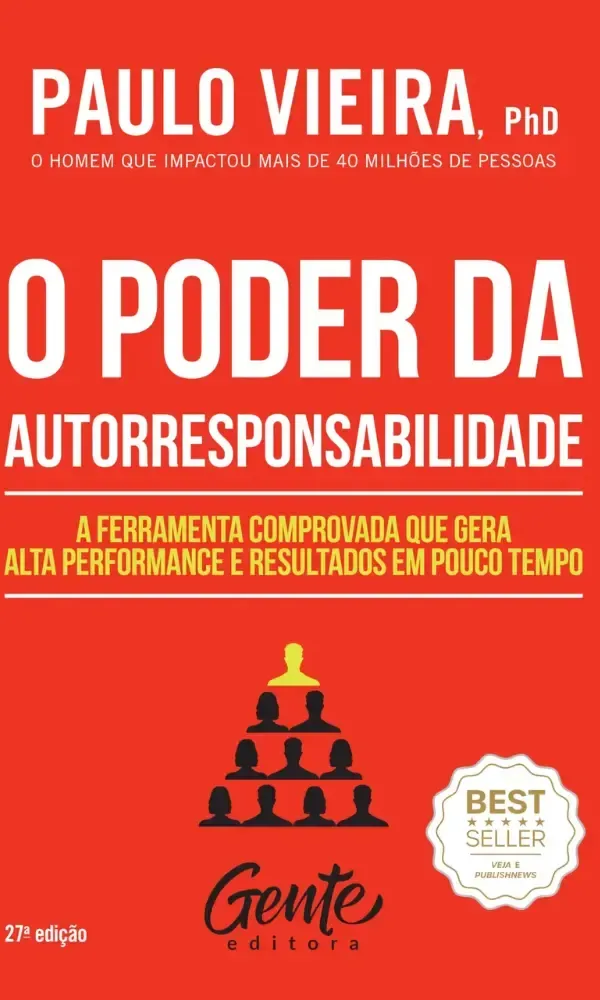 PAULO VIEIRA, PhD
O HOMEM QUE IMPACTOU MAIS DE 40 MILHÕES DE PESSOAS
O PODER DA
AUTORRESPONSABILIDADE
A FERRAMENTA COMPROVADA QUE GERA
ALTA PERFORMANCE E RESULTADOS EM POUCO TEMPO
BEST
SELLER
VEJA E
PUBLISHNEWS
Gente
editora
27ª edição